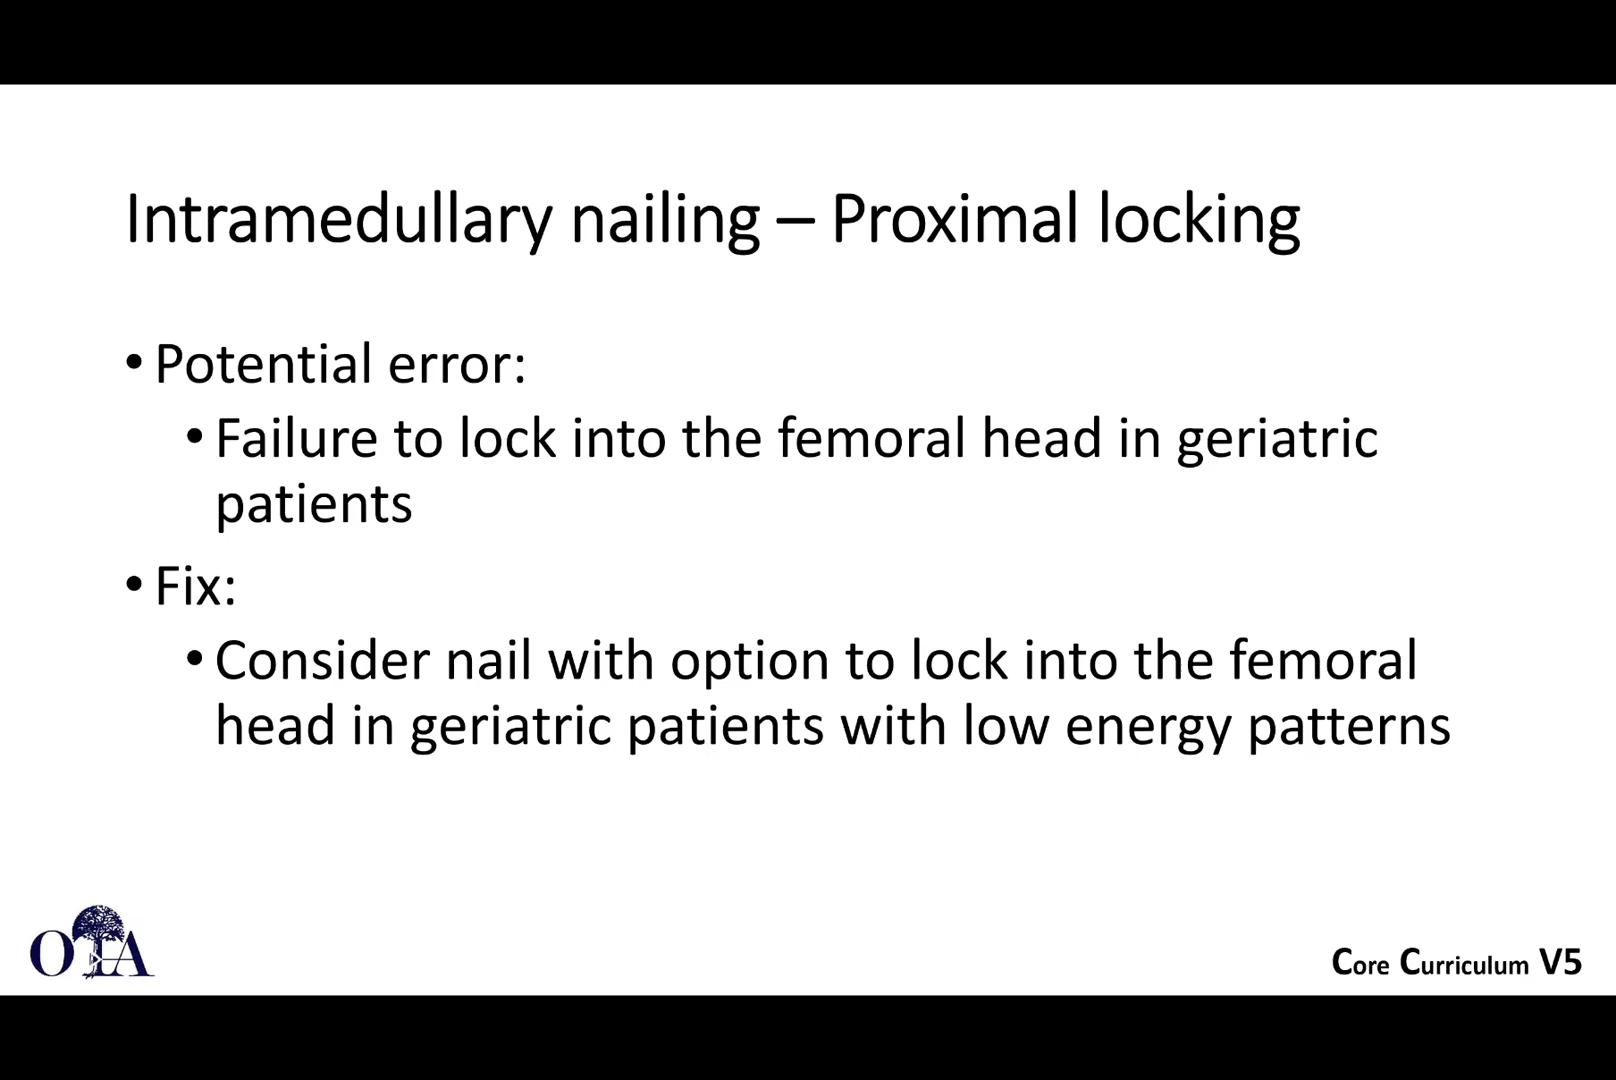 Intramedullary nailing – Proximal locking
• Potential error:
• Failure to lock into the femoral head in geriatric
patients
• Fix:
• Consider nail with option to lock into the femoral
head in geriatric patients with low energy patterns
OTA
Core Curriculum V5